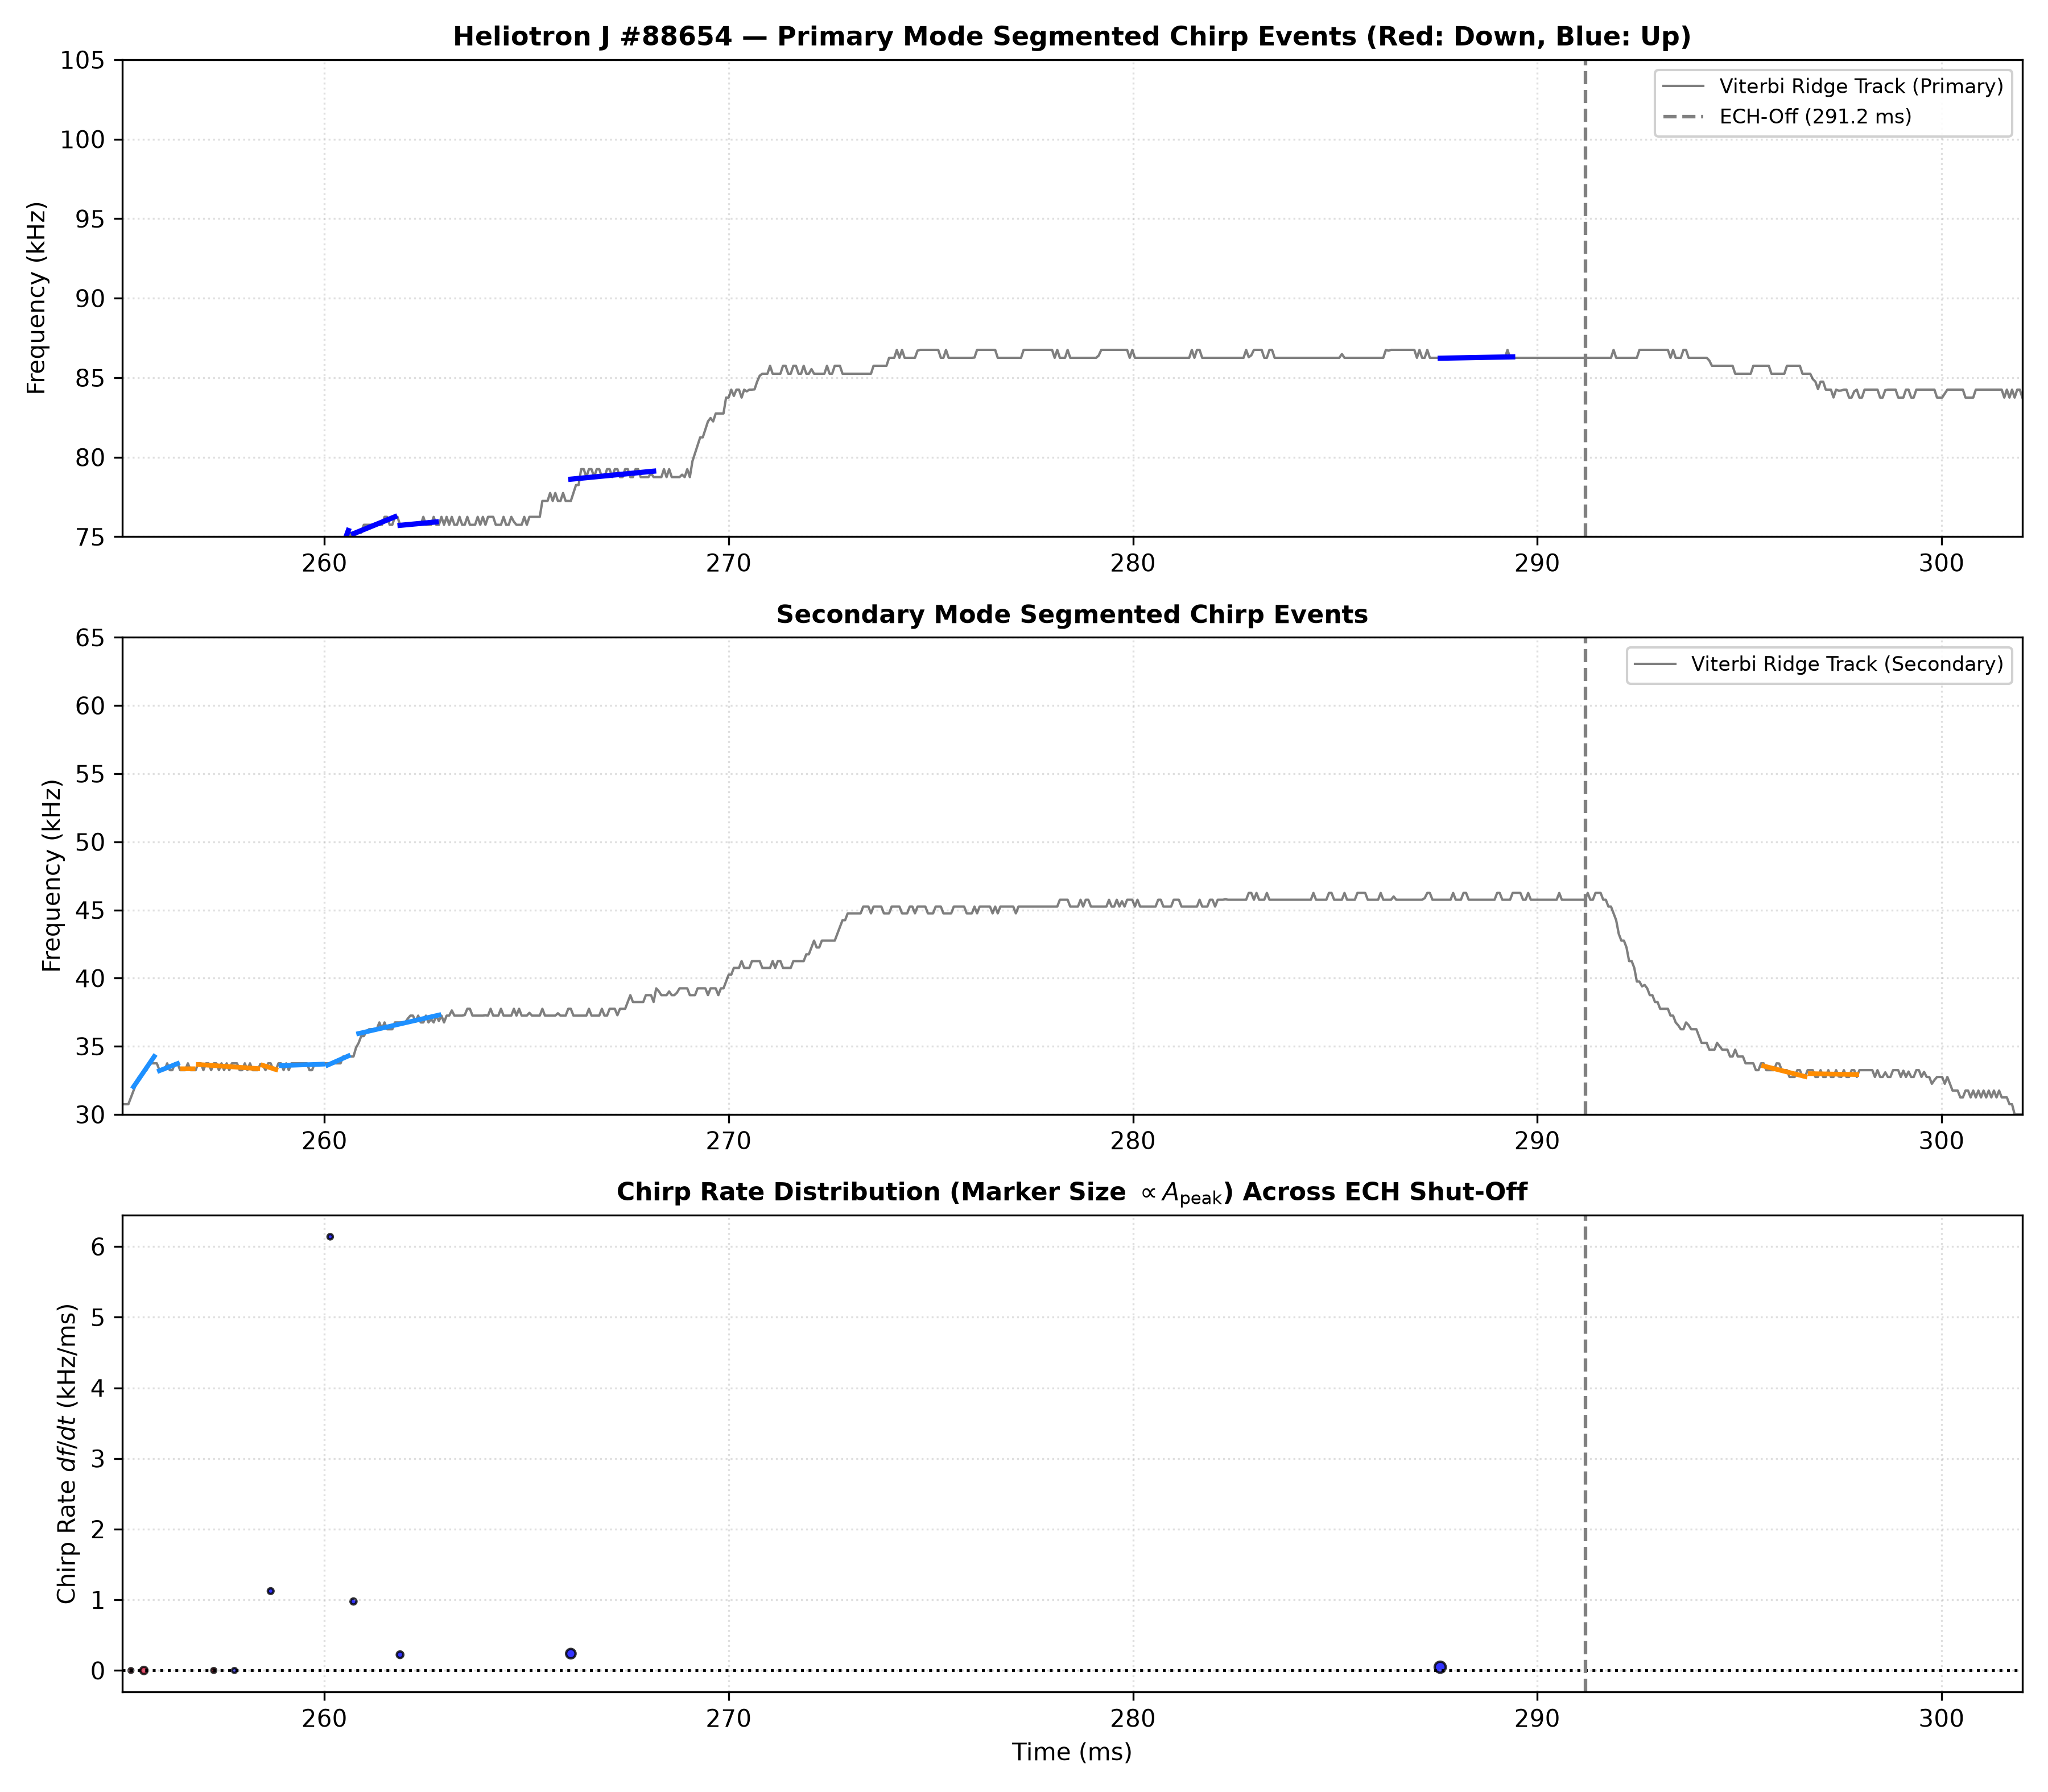 Heliotron J #88654 — Primary Mode Segmented Chirp Events (Red: Down, Blue: Up)
Frequency (kHz)
105
100
95
90
85
80
75
Viterbi Ridge Track (Primary)
ECH-Off (291.2 ms)
260 270 280 290 300
Secondary Mode Segmented Chirp Events
Frequency (kHz)
65
60
55
50
45
40
35
30
Viterbi Ridge Track (Secondary)
260 270 280 290 300
Chirp Rate Distribution (Marker Size ∝ A_peak) Across ECH Shut-Off
Chirp Rate df/dt (kHz/ms)
6
5
4
3
2
1
0
260 270 280 290 300
Time (ms)